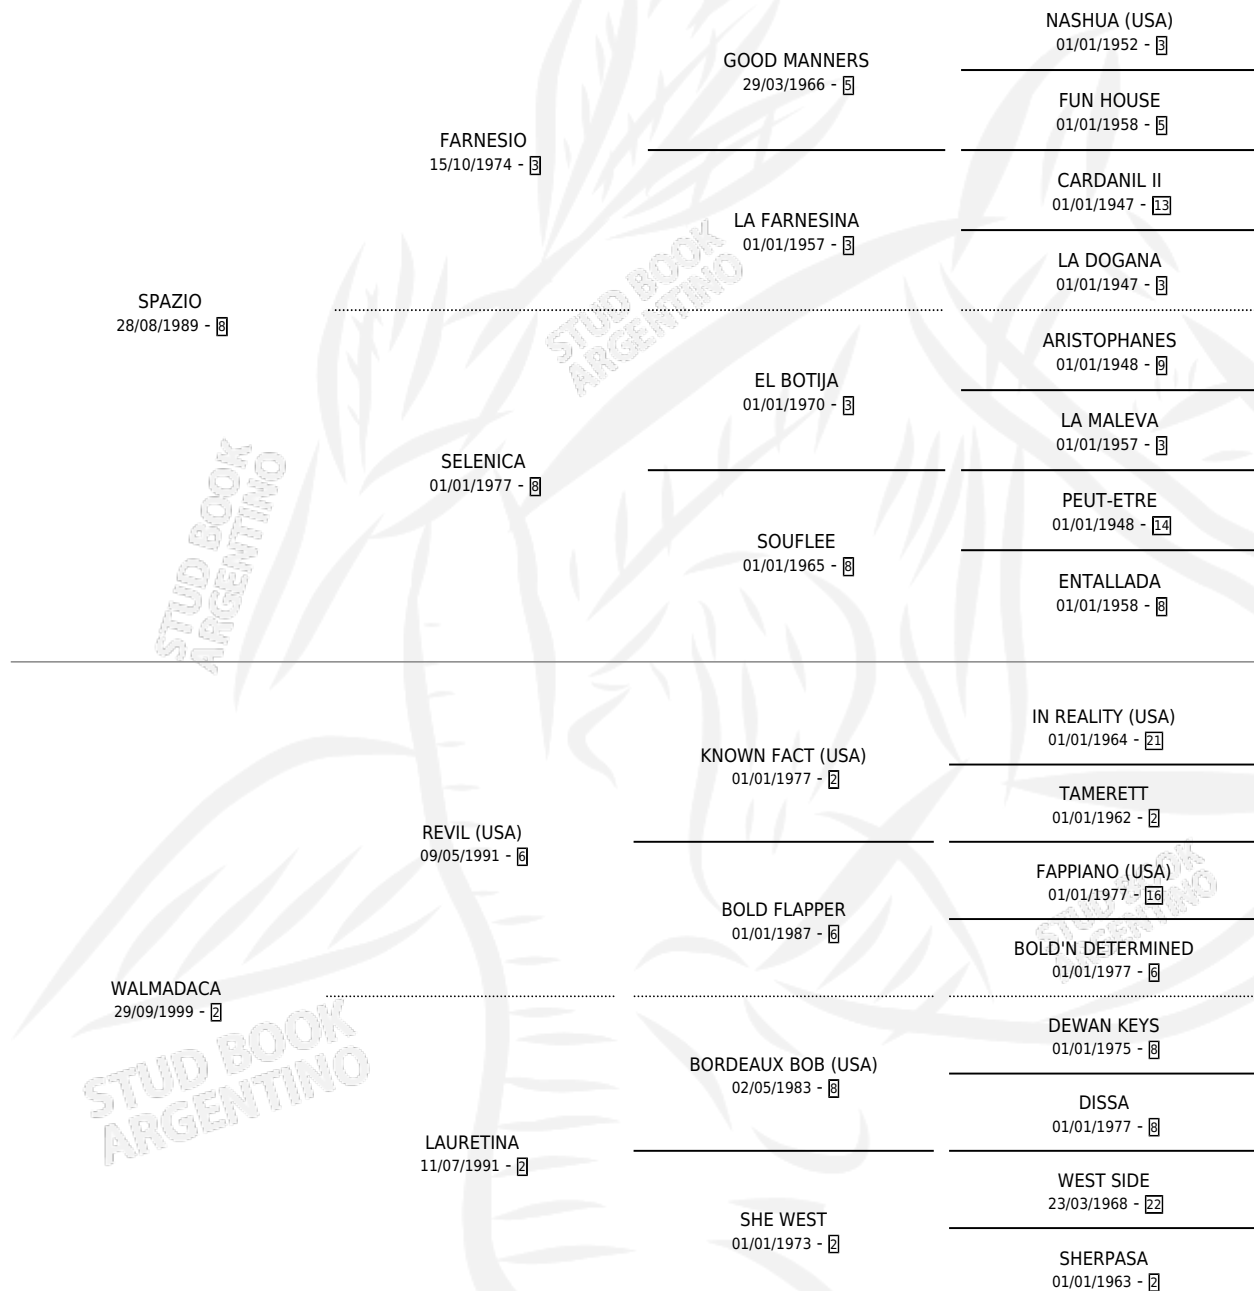 NASHUA (USA)
01/01/1952 - 3
GOOD MANNERS
29/03/1966 - 5
FUN HOUSE
01/01/1958 - 5
FARNESIO
15/10/1974 - 3
CARDANIL II
01/01/1947 - 13
LA FARNESINA
01/01/1957 - 3
LA DOGANA
01/01/1947 - 3
SPAZIO
28/08/1989 - 8
ARISTOPHANES
01/01/1948 - 9
EL BOTIJA
01/01/1970 - 3
LA MALEVA
01/01/1957 - 3
SELENICA
01/01/1977 - 8
PEUT-ETRE
01/01/1948 - 14
SOUFLEE
01/01/1965 - 8
ENTALLADA
01/01/1958 - 8
IN REALITY (USA)
01/01/1964 - 21
KNOWN FACT (USA)
01/01/1977 - 2
TAMERETT
01/01/1962 - 2
REVIL (USA)
09/05/1991 - 6
FAPPIANO (USA)
01/01/1977 - 16
BOLD FLAPPER
01/01/1987 - 6
BOLD'N DETERMINED
01/01/1977 - 6
WALMADACA
29/09/1999 - 2
DEWAN KEYS
01/01/1975 - 8
BORDEAUX BOB (USA)
02/05/1983 - 8
DISSA
01/01/1977 - 8
LAURETINA
11/07/1991 - 2
WEST SIDE
23/03/1968 - 22
SHE WEST
01/01/1973 - 2
SHERPASA
01/01/1963 - 2
STUD BOOK
ARGENTINO
STUD BOOK
ARGENTINO
STUD BOOK
ARGENTINO
STUD BOOK
ARGENTINO